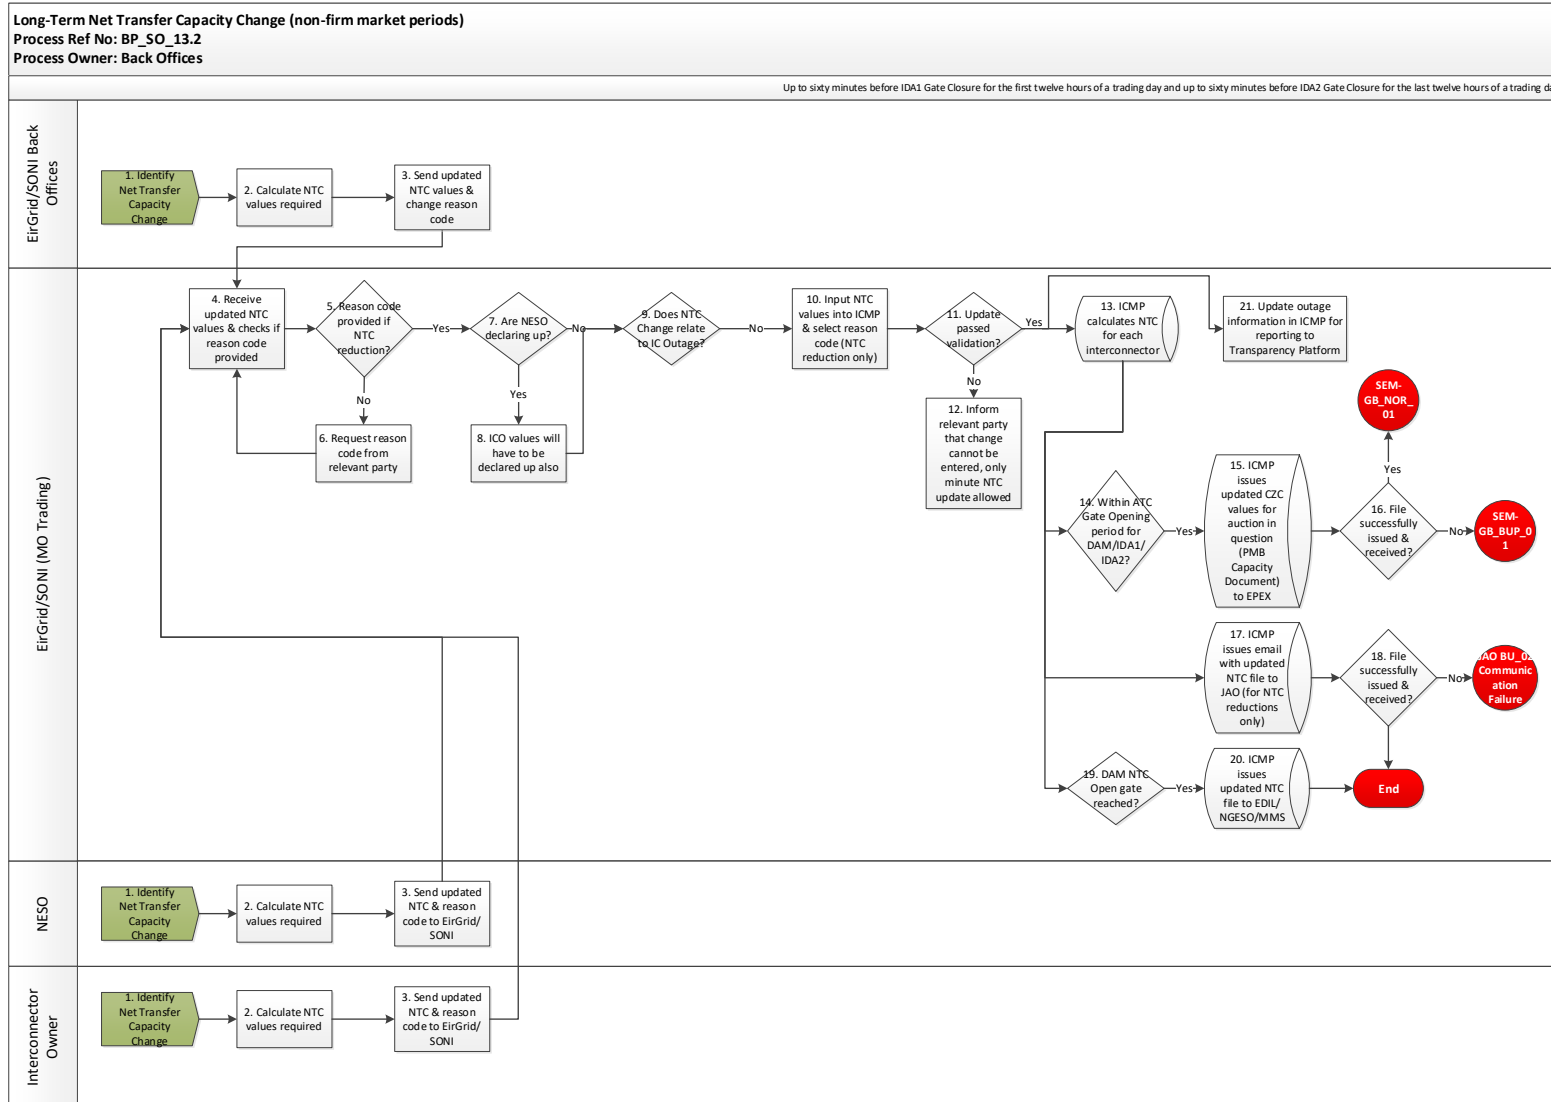 Long-Term Net Transfer Capacity Change (non-firm market periods)
Process Ref No: BP_SO_13.2
Process Owner: Back Offices
Up to sixty minutes before IDA1 Gate Closure for the first twelve hours of a trading day and up to sixty minutes before IDA2 Gate Closure for the last twelve hours of a trading da
EirGrid/SONI Back
Offices
1. Identify
Net Transfer
Capacity
Change
2. Calculate NTC
values required
3. Send updated
NTC values &
change reason
code
EirGrid/SONI (MO Trading)
4. Receive
updated NTC
values & checks if
reason code
provided
5. Reason code
provided if
NTC
reduction?
Yes
No
6. Request reason
code from
relevant party
7. Are NESO
declaring up?
No
Yes
8. ICO values will
have to be
declared up also
9. Does NTC
Change relate
to IC Outage?
No
10. Input NTC
values into ICMP
& select reason
code (NTC
reduction only)
11. Update
passed
validation?
Yes
No
12. Inform
relevant party
that change
cannot be
entered, only
minute NTC
update allowed
13. ICMP
calculates NTC
for each
interconnector
21. Update outage
information in ICMP for
reporting to
Transparency Platform
14. Within ATC
Gate Opening
period for
DAM/IDA1/
IDA2?
Yes
15. ICMP
issues
updated CZC
values for
auction in
question
(PMB
Capacity
Document)
to EPEX
16. File
successfully
issued &
received?
Yes
SEM-
GB_NOR_
01
No
SEM-
GB_BUP_0
1
17. ICMP
issues email
with updated
NTC file to
JAO (for NTC
reductions
only)
18. File
successfully
issued &
received?
No
JAO BU_02
Communic
ation
Failure
19. DAM NTC
Open gate
reached?
Yes
20. ICMP
issues
updated NTC
file to EDIL/
NGESO/MMS
End
NESO
1. Identify
Net Transfer
Capacity
Change
2. Calculate NTC
values required
3. Send updated
NTC & reason
code to EirGrid/
SONI
Interconnector
Owner
1. Identify
Net Transfer
Capacity
Change
2. Calculate NTC
values required
3. Send updated
NTC & reason
code to EirGrid/
SONI